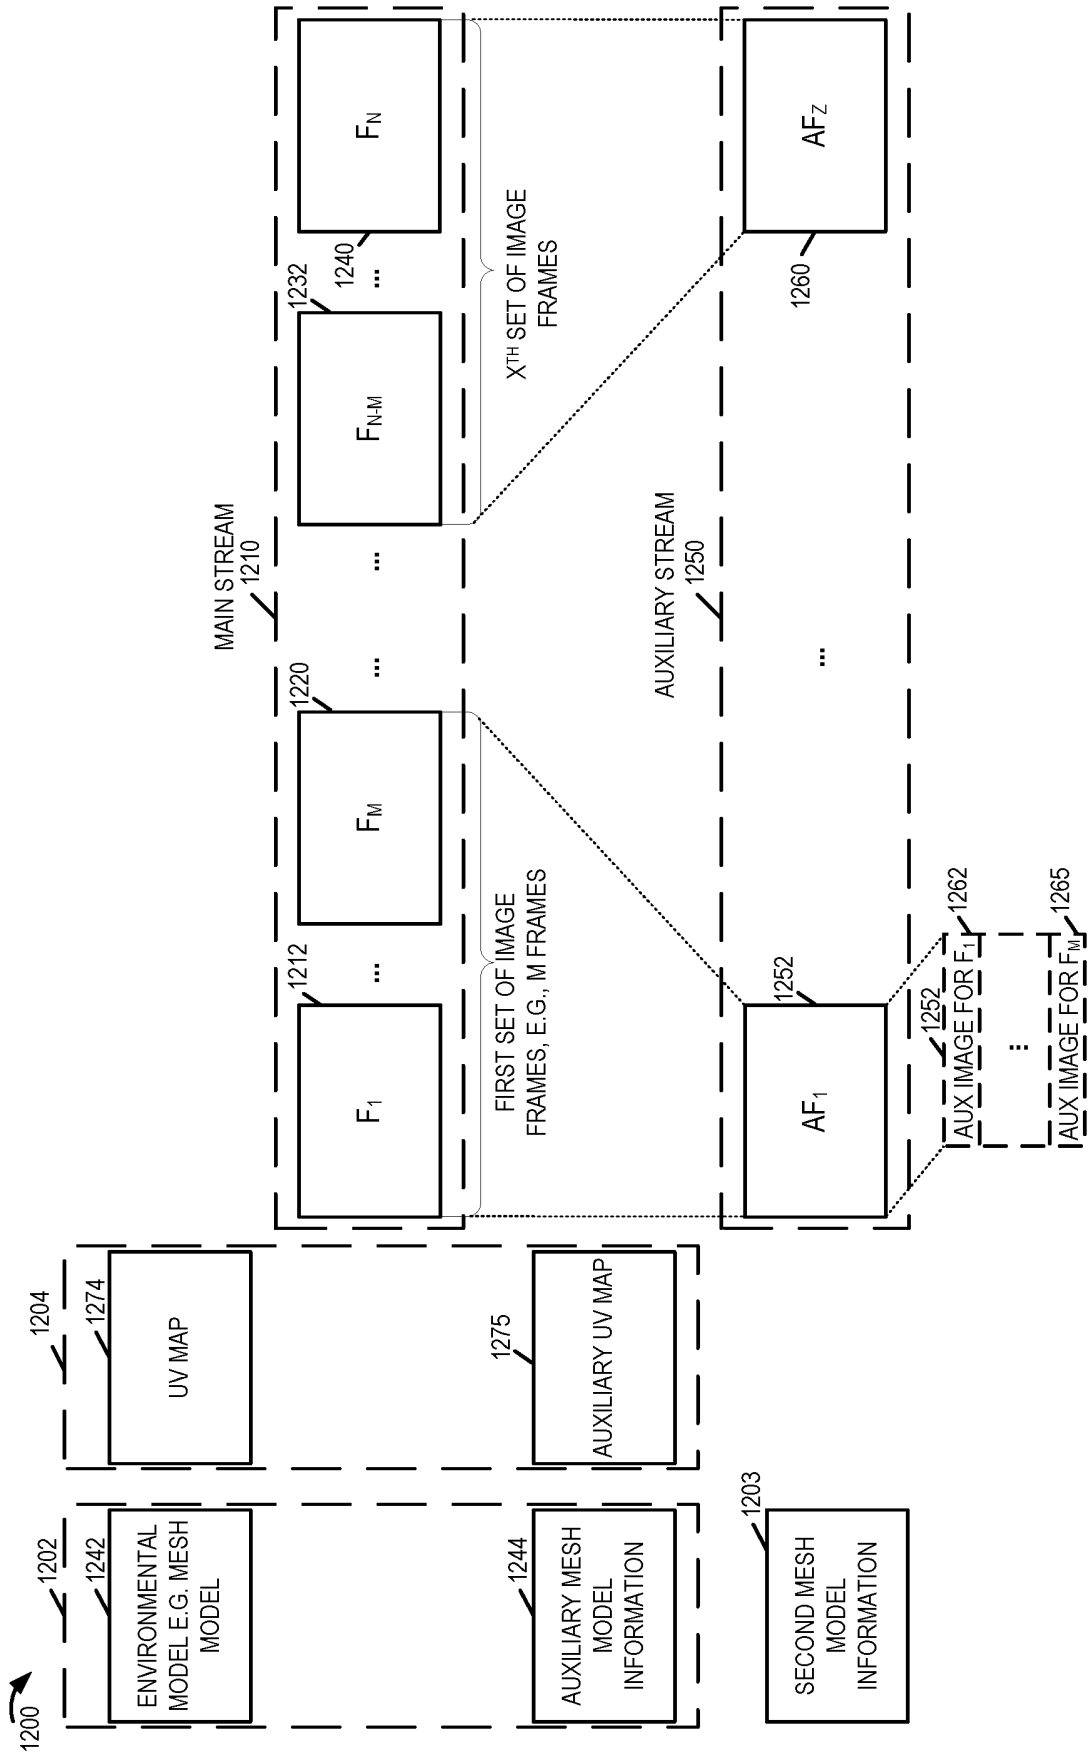 1200
1202
1242
ENVIRONMENTAL
MODEL E.G. MESH
MODEL
1244
AUXILIARY MESH
MODEL
INFORMATION
1203
SECOND MESH
MODEL
INFORMATION
1204
1274
UV MAP
1275
AUXILIARY UV MAP
MAIN STREAM
1210
F1
1212
...
FM
1220
...
...
FN-M
1232
...
FN
1240
FIRST SET OF IMAGE
FRAMES, E.G., M FRAMES
XTH SET OF IMAGE
FRAMES
AUXILIARY STREAM
1250
AF1
1252
...
AFZ
1260
1252
AUX IMAGE FOR F1
1262
...
AUX IMAGE FOR FM
1265